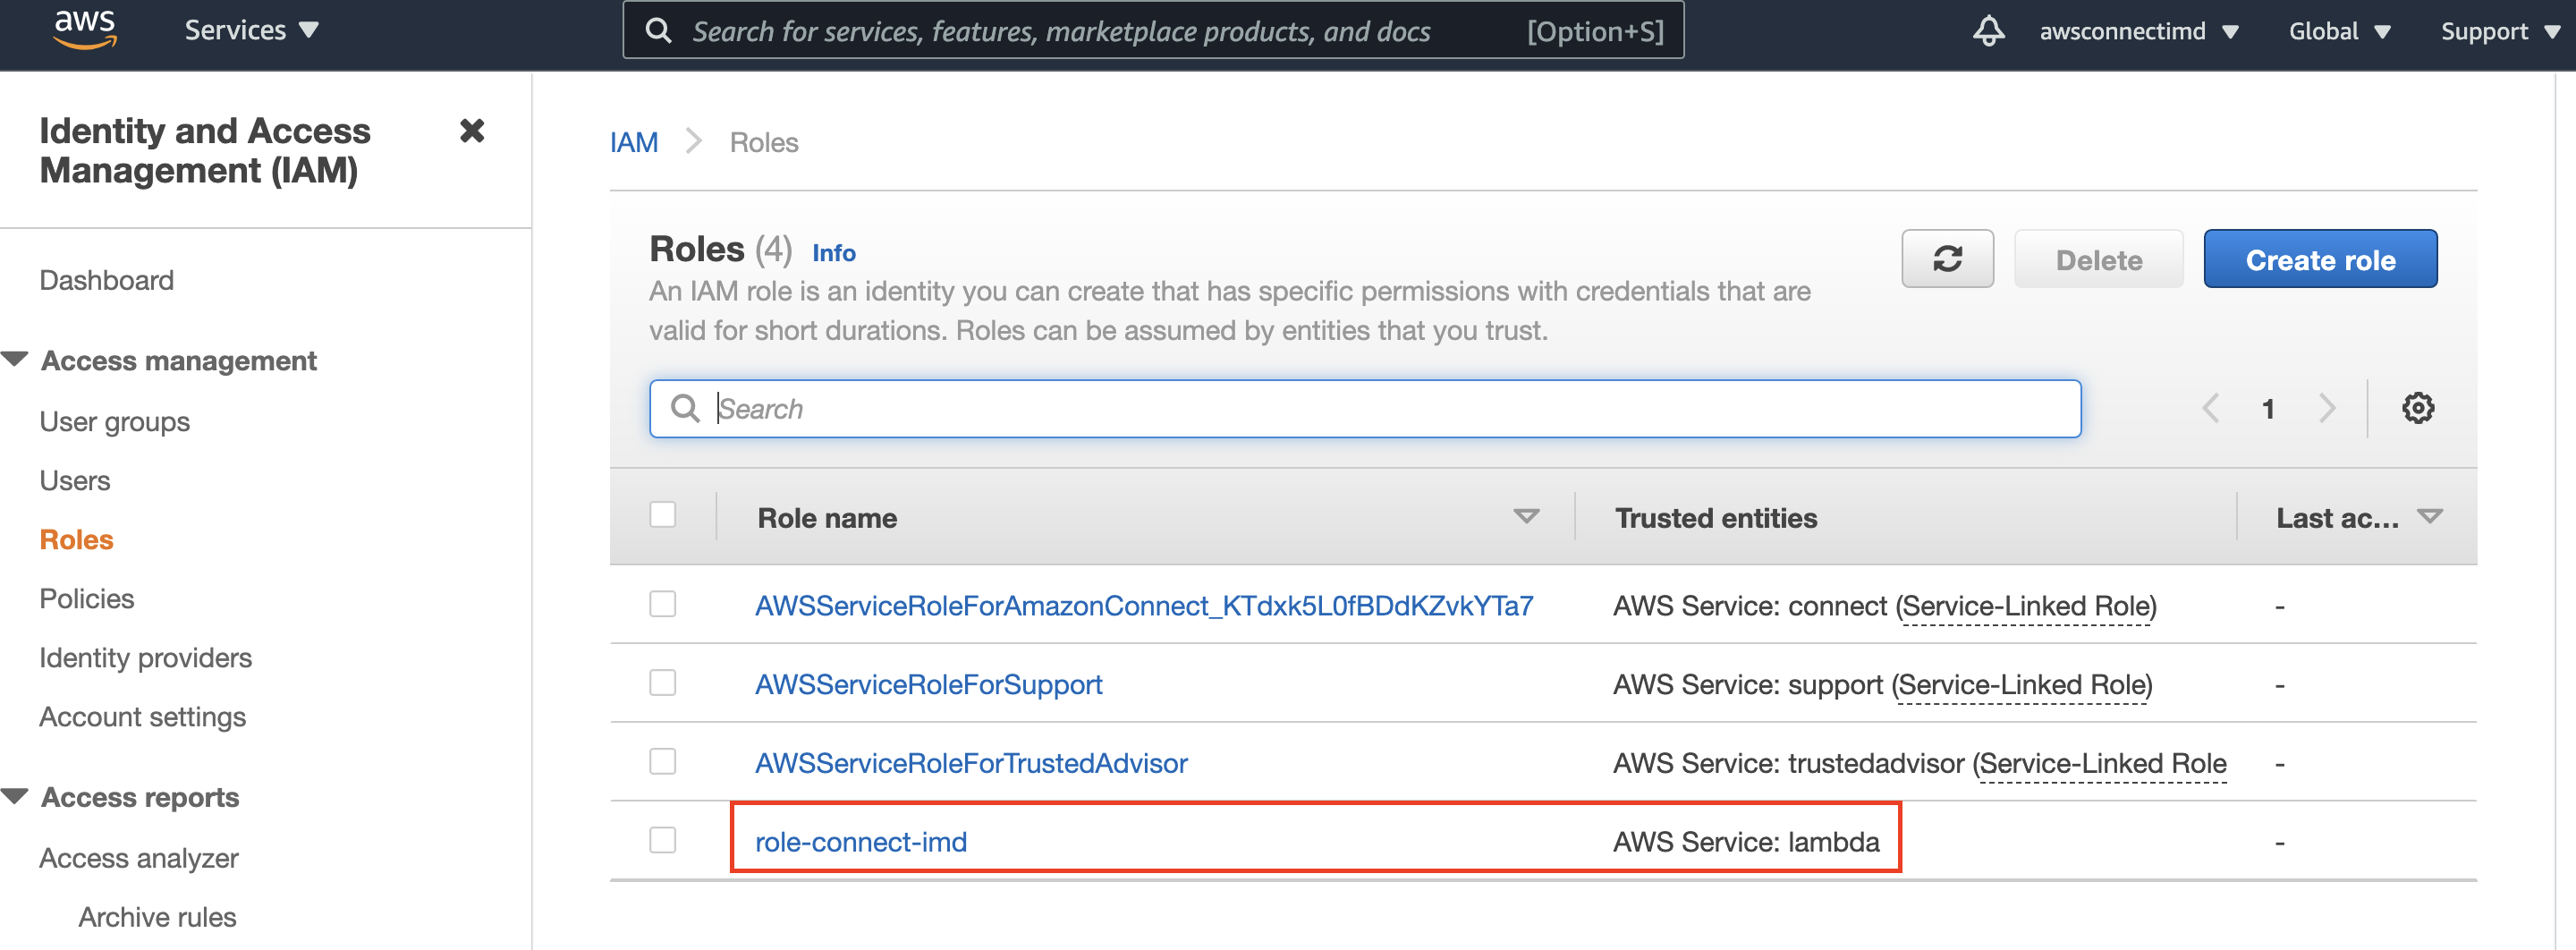 aws
Services
Search for services, features, marketplace products, and docs
[Option+S]
awsconnectimd
Global
Support
Identity and Access
Management (IAM)
Dashboard
Access management
User groups
Users
Roles
Policies
Identity providers
Account settings
Access reports
Access analyzer
Archive rules
IAM
Roles
Roles (4) Info
An IAM role is an identity you can create that has specific permissions with credentials that are
valid for short durations. Roles can be assumed by entities that you trust.
Delete
Create role
Search
1
Role name
Trusted entities
Last ac...
AWSServiceRoleForAmazonConnect_KTdxk5L0fBDdKZvkYTa7
AWS Service: connect (Service-Linked Role)
-
AWSServiceRoleForSupport
AWS Service: support (Service-Linked Role)
-
AWSServiceRoleForTrustedAdvisor
AWS Service: trustedadvisor (Service-Linked Role
-
role-connect-imd
AWS Service: lambda
-